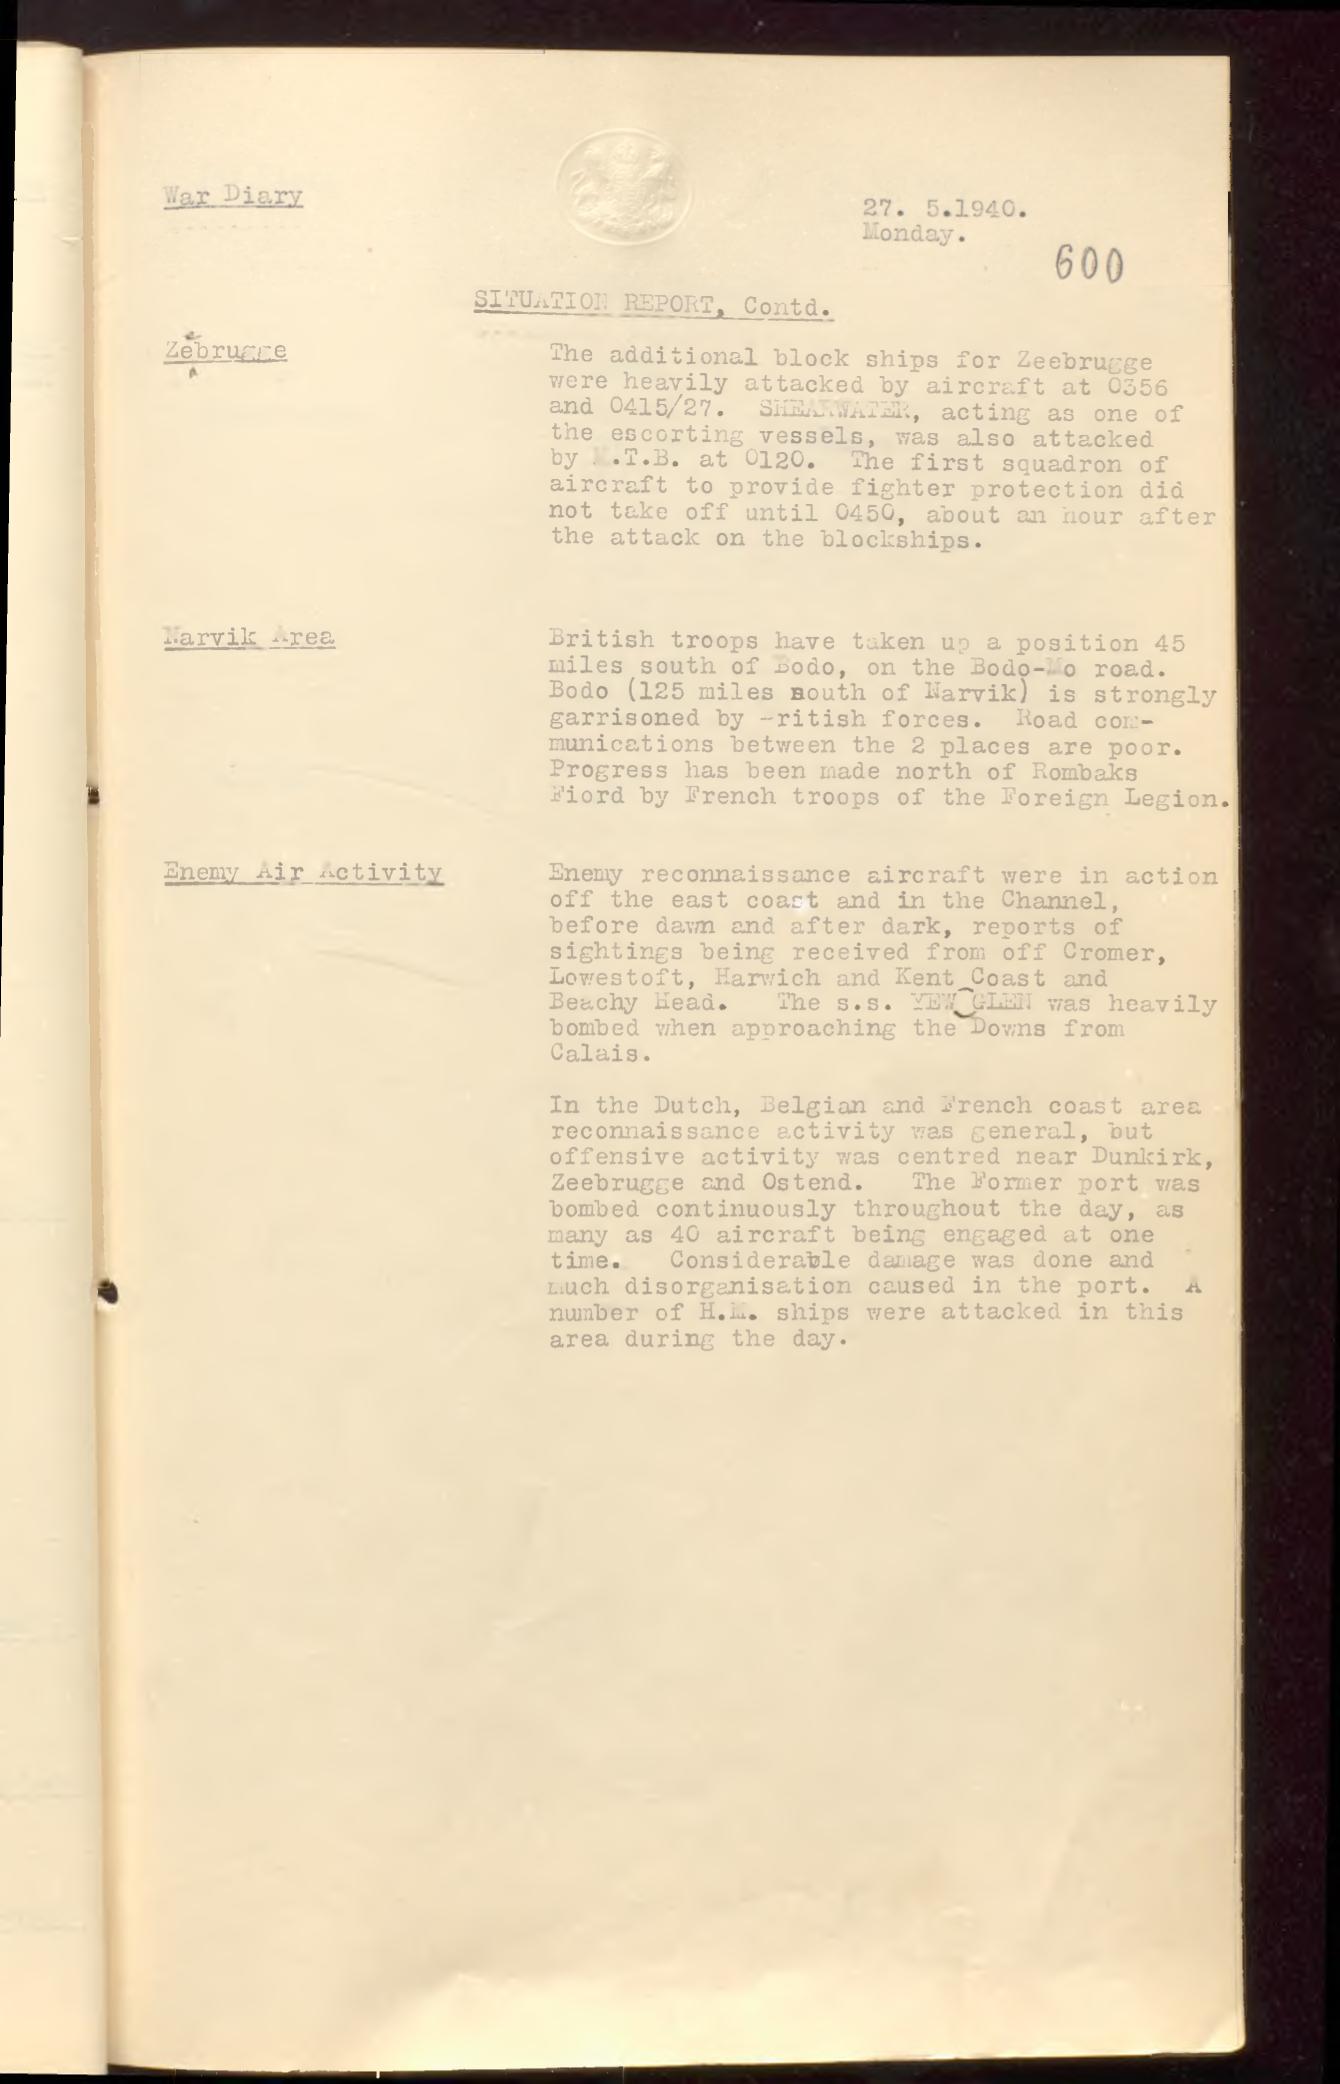 War Diary
27. 5.1940.
Monday.
600
SITUATION REPORT, Contd.
Zeebrugge
The additional block ships for Zeebrugge
were heavily attacked by aircraft at 0356
and 0415/27. SHEARWATER, acting as one of
the escorting vessels, was also attacked
by M.T.B. at 0120. The first squadron of
aircraft to provide fighter protection did
not take off until 0450, about an hour after
the attack on the blockships.
Narvik Area
British troops have taken up a position 45
miles south of Bodo, on the Bodo-Mo road.
Bodo (125 miles south of Narvik) is strongly
garrisoned by -ritish forces. Road com-
munications between the 2 places are poor.
Progress has been made north of Rombaks
Fiord by French troops of the Foreign Legion.
Enemy Air Activity
Enemy reconnaissance aircraft were in action
off the east coast and in the Channel,
before dawn and after dark, reports of
sightings being received from off Cromer,
Lowestoft, Harwich and Kent Coast and
Beachy Head. The s.s. YEW GLEN was heavily
bombed when approaching the Downs from
Calais.
In the Dutch, Belgian and French coast area
reconnaissance activity was general, but
offensive activity was centred near Dunkirk,
Zeebrugge and Ostend. The Former port was
bombed continuously throughout the day, as
many as 40 aircraft being engaged at one
time. Considerable damage was done and
much disorganisation caused in the port. A
number of H.M. ships were attacked in this
area during the day.